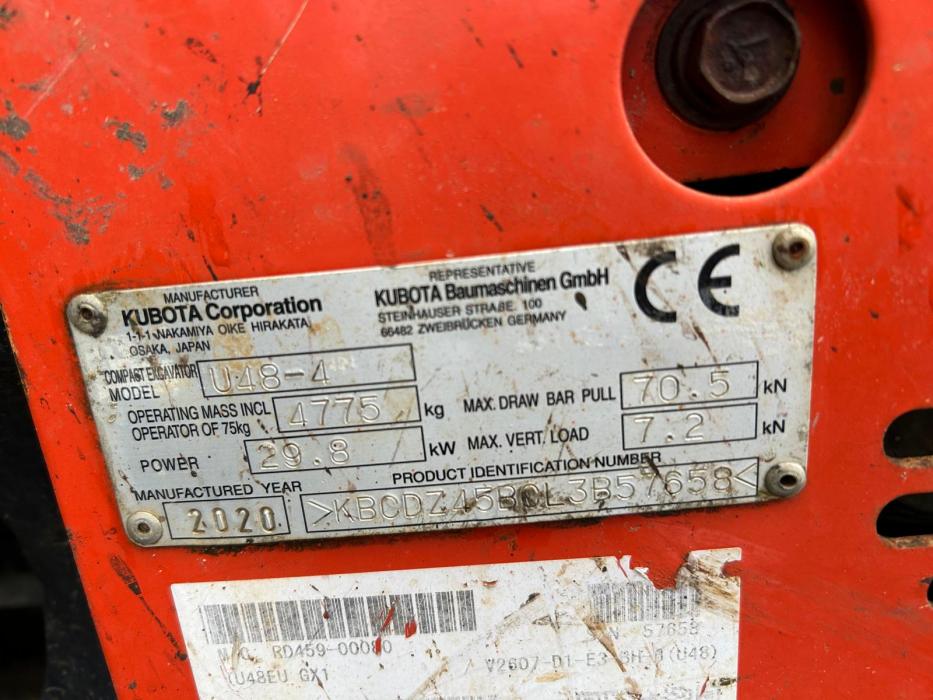 MANUFACTURER
KUBOTA Corporation
1-1-1, NAKAMIYA OIKE HIRAKATA,
OSAKA, JAPAN
REPRESENTATIVE
KUBOTA Baumaschinen GmbH
STEINHAUSER STRAßE. 100
66482 ZWEIBRÜCKEN GERMANY
CE
COMPACT EXCAVATOR
MODEL U48-4
OPERATING MASS INCL
OPERATOR OF 75kg 4775 kg
POWER 29.8 kW
MAX. DRAW BAR PULL 70.5 kN
MAX. VERT. LOAD 7.2 kN
MANUFACTURED YEAR
2020
PRODUCT IDENTIFICATION NUMBER
>KBCDZ45BCL3B57658<
RD459-00080
57658
(U48EU GX1
V2607-D1-E3
(U48)